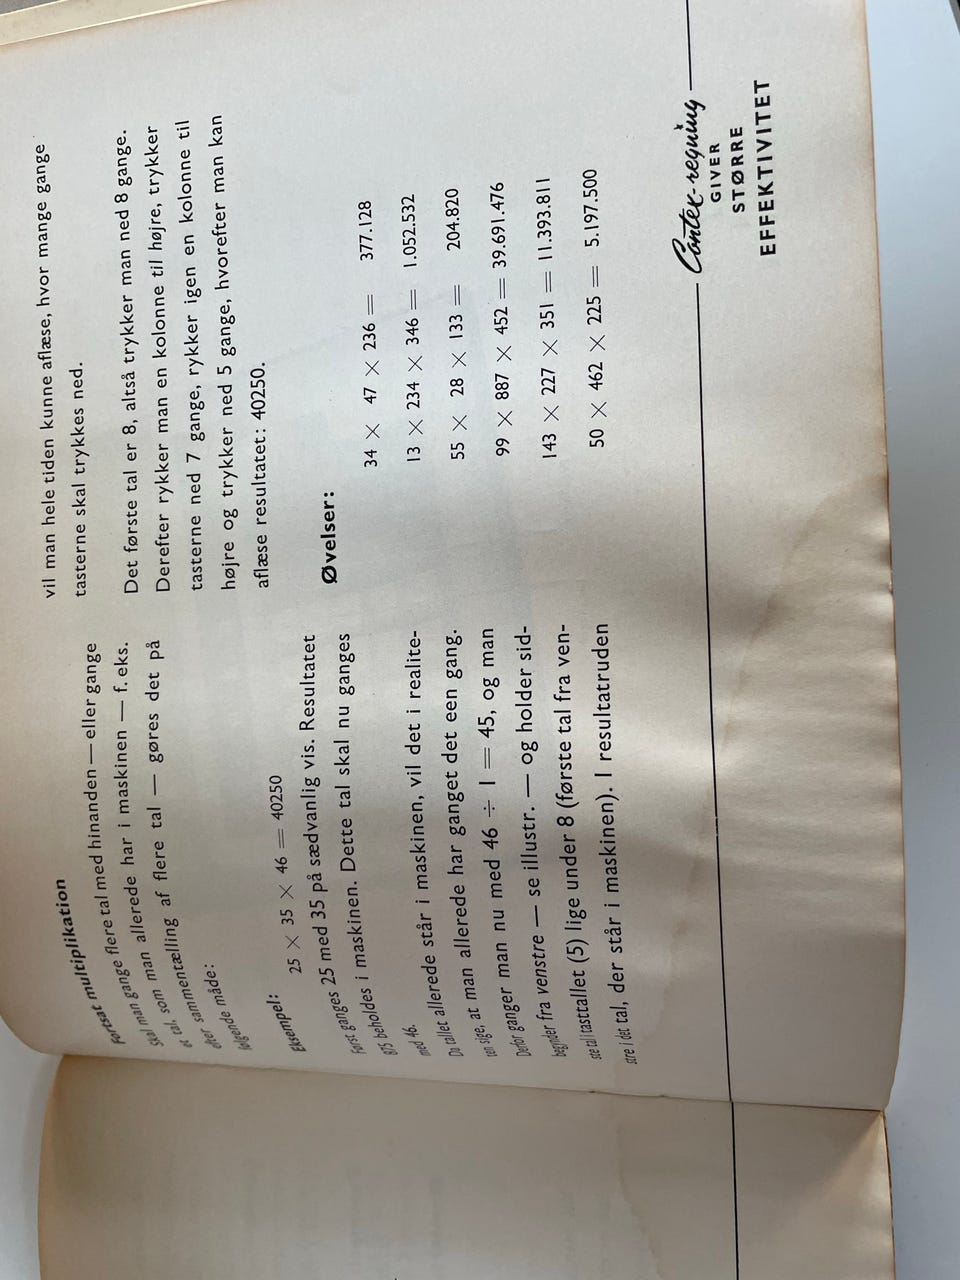 Fortsat multiplikation
Skal man gange flere tal med hinanden — eller gange
et tal, som man allerede har i maskinen — f. eks.
efter sammentælling af flere tal — gøres det på
følgende måde:
Eksempel:
25 × 35 × 46 = 40250
Først ganges 25 med 35 på sædvanlig vis. Resultatet
875 beholdes i maskinen. Dette tal skal nu ganges
med 46.
Da tallet allerede står i maskinen, vil det i realite-
ten sige, at man allerede har ganget det een gang.
Derfor ganger man nu med 46 ÷ 1 = 45, og man
begynder fra venstre — se illustr. — og holder sid-
ste tal i tasttallet (5) lige under 8 (første tal fra ven-
stre i det tal, der står i maskinen). I resultatruden
vil man hele tiden kunne aflæse, hvor mange gange
tasterne skal trykkes ned.
Det første tal er 8, altså trykker man ned 8 gange.
Derefter rykker man en kolonne til højre, trykker
tasterne ned 7 gange, rykker igen en kolonne til
højre og trykker ned 5 gange, hvorefter man kan
aflæse resultatet: 40250.
Øvelser:
34 × 47 × 236 = 377.128
13 × 234 × 346 = 1.052.532
55 × 28 × 133 = 204.820
99 × 887 × 452 = 39.691.476
143 × 227 × 351 = 11.393.811
50 × 462 × 225 = 5.197.500
Contex-regning
GIVER
STØRRE
EFFEKTIVITET